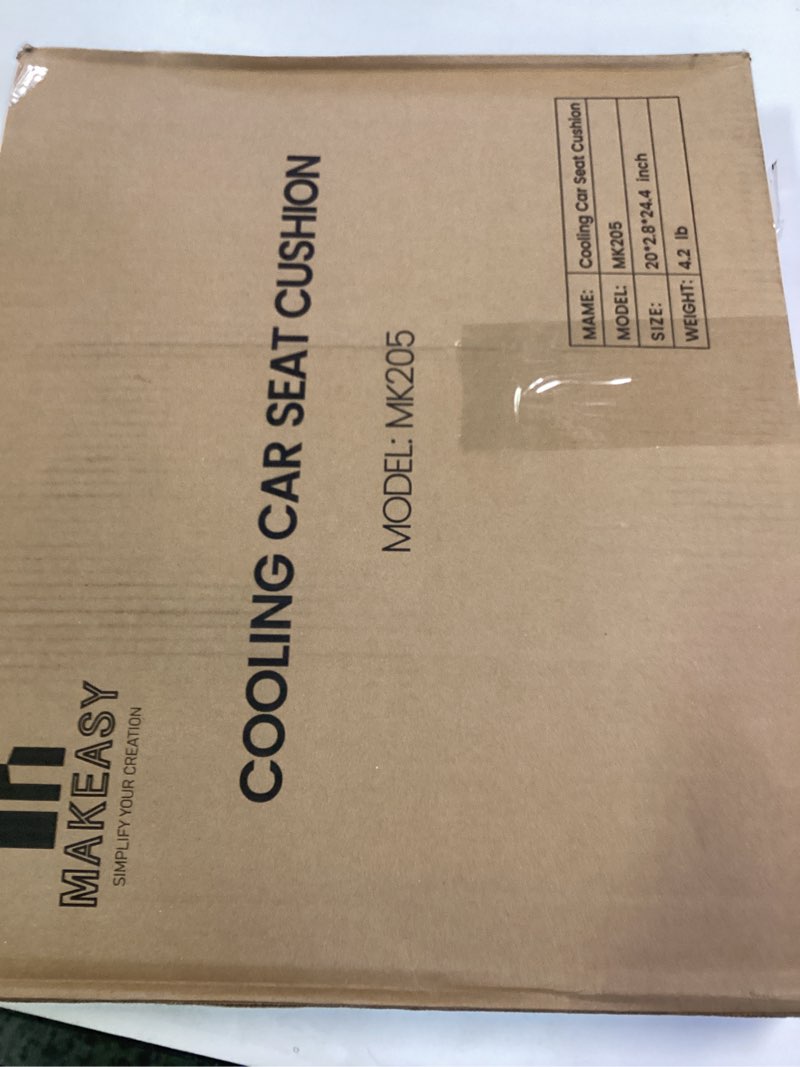 MAKEASY
SIMPLIFY YOUR CREATION
COOLING CAR SEAT CUSHION
MODEL: MK205
MAME: Cooling Car Seat Cushion
MODEL: MK205
SIZE: 20*2.8*24.4 inch
WEIGHT: 4.2 lb